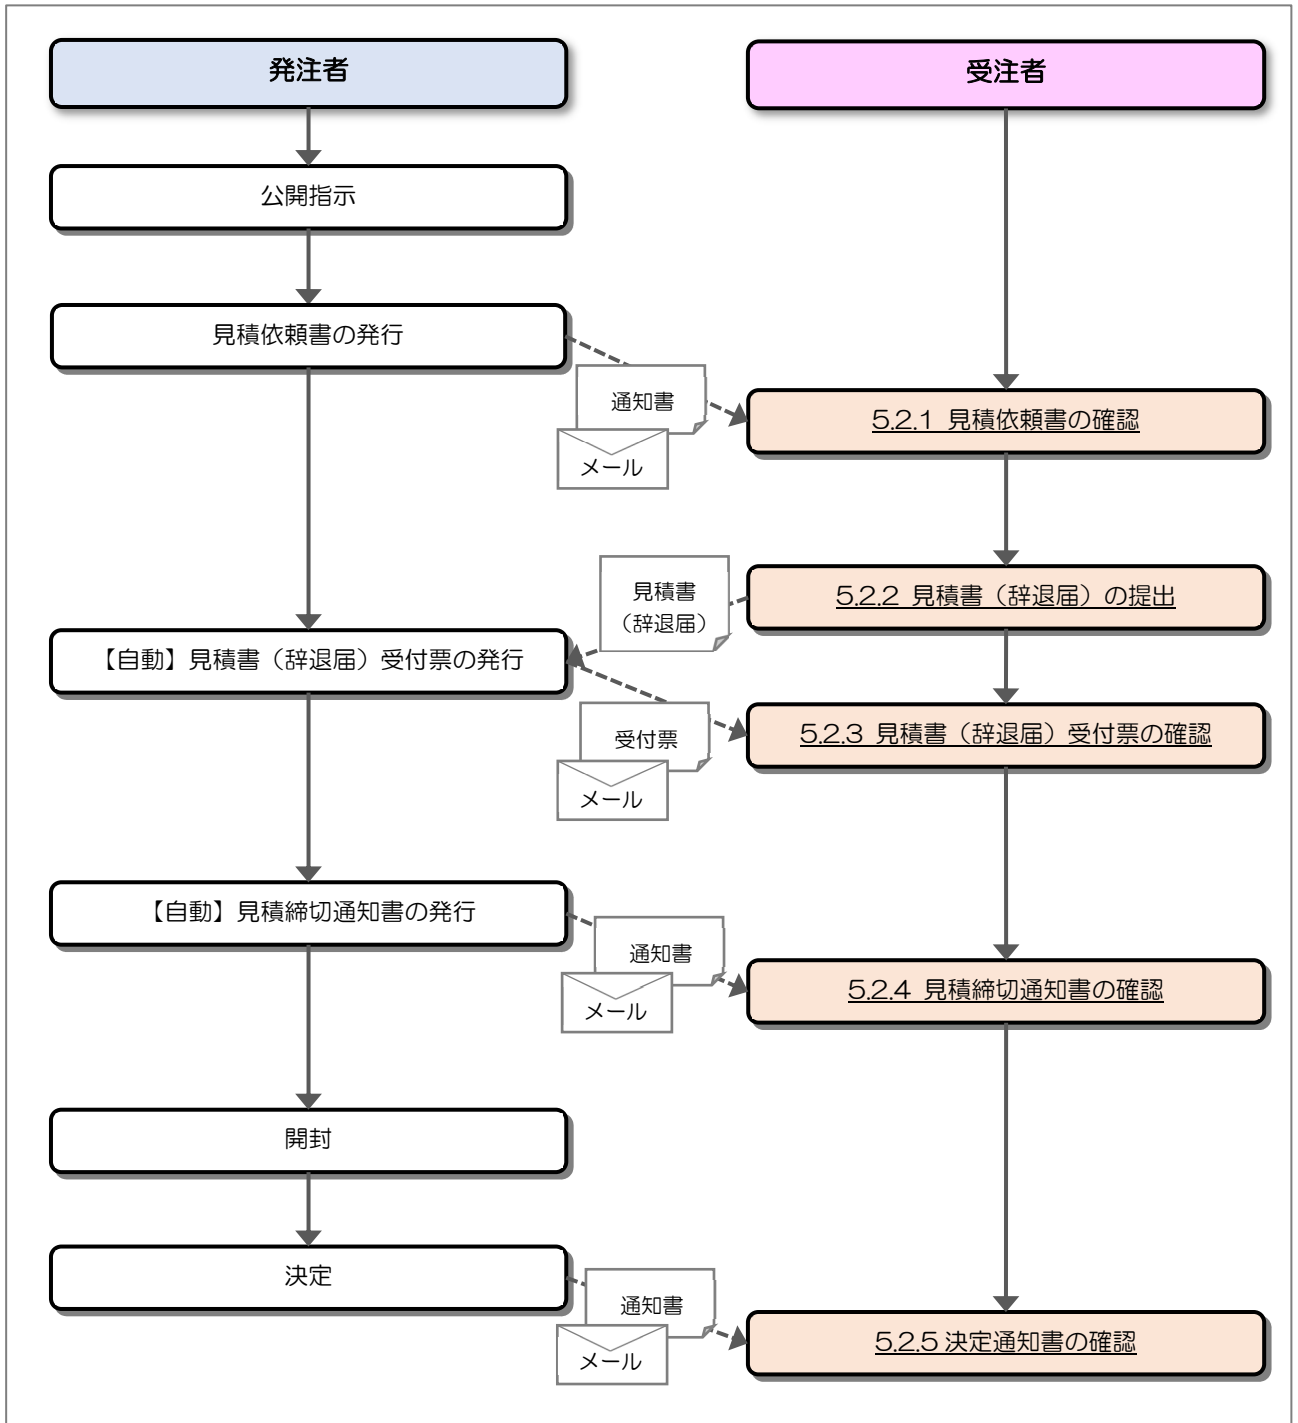 発注者
受注者
公開指示
見積依頼書の発行
通知書
メール
5.2.1 見積依頼書の確認
見積書
（辞退届）
5.2.2 見積書（辞退届）の提出
【自動】見積書（辞退届）受付票の発行
受付票
メール
5.2.3 見積書（辞退届）受付票の確認
【自動】見積締切通知書の発行
通知書
メール
5.2.4 見積締切通知書の確認
開封
決定
通知書
メール
5.2.5 決定通知書の確認